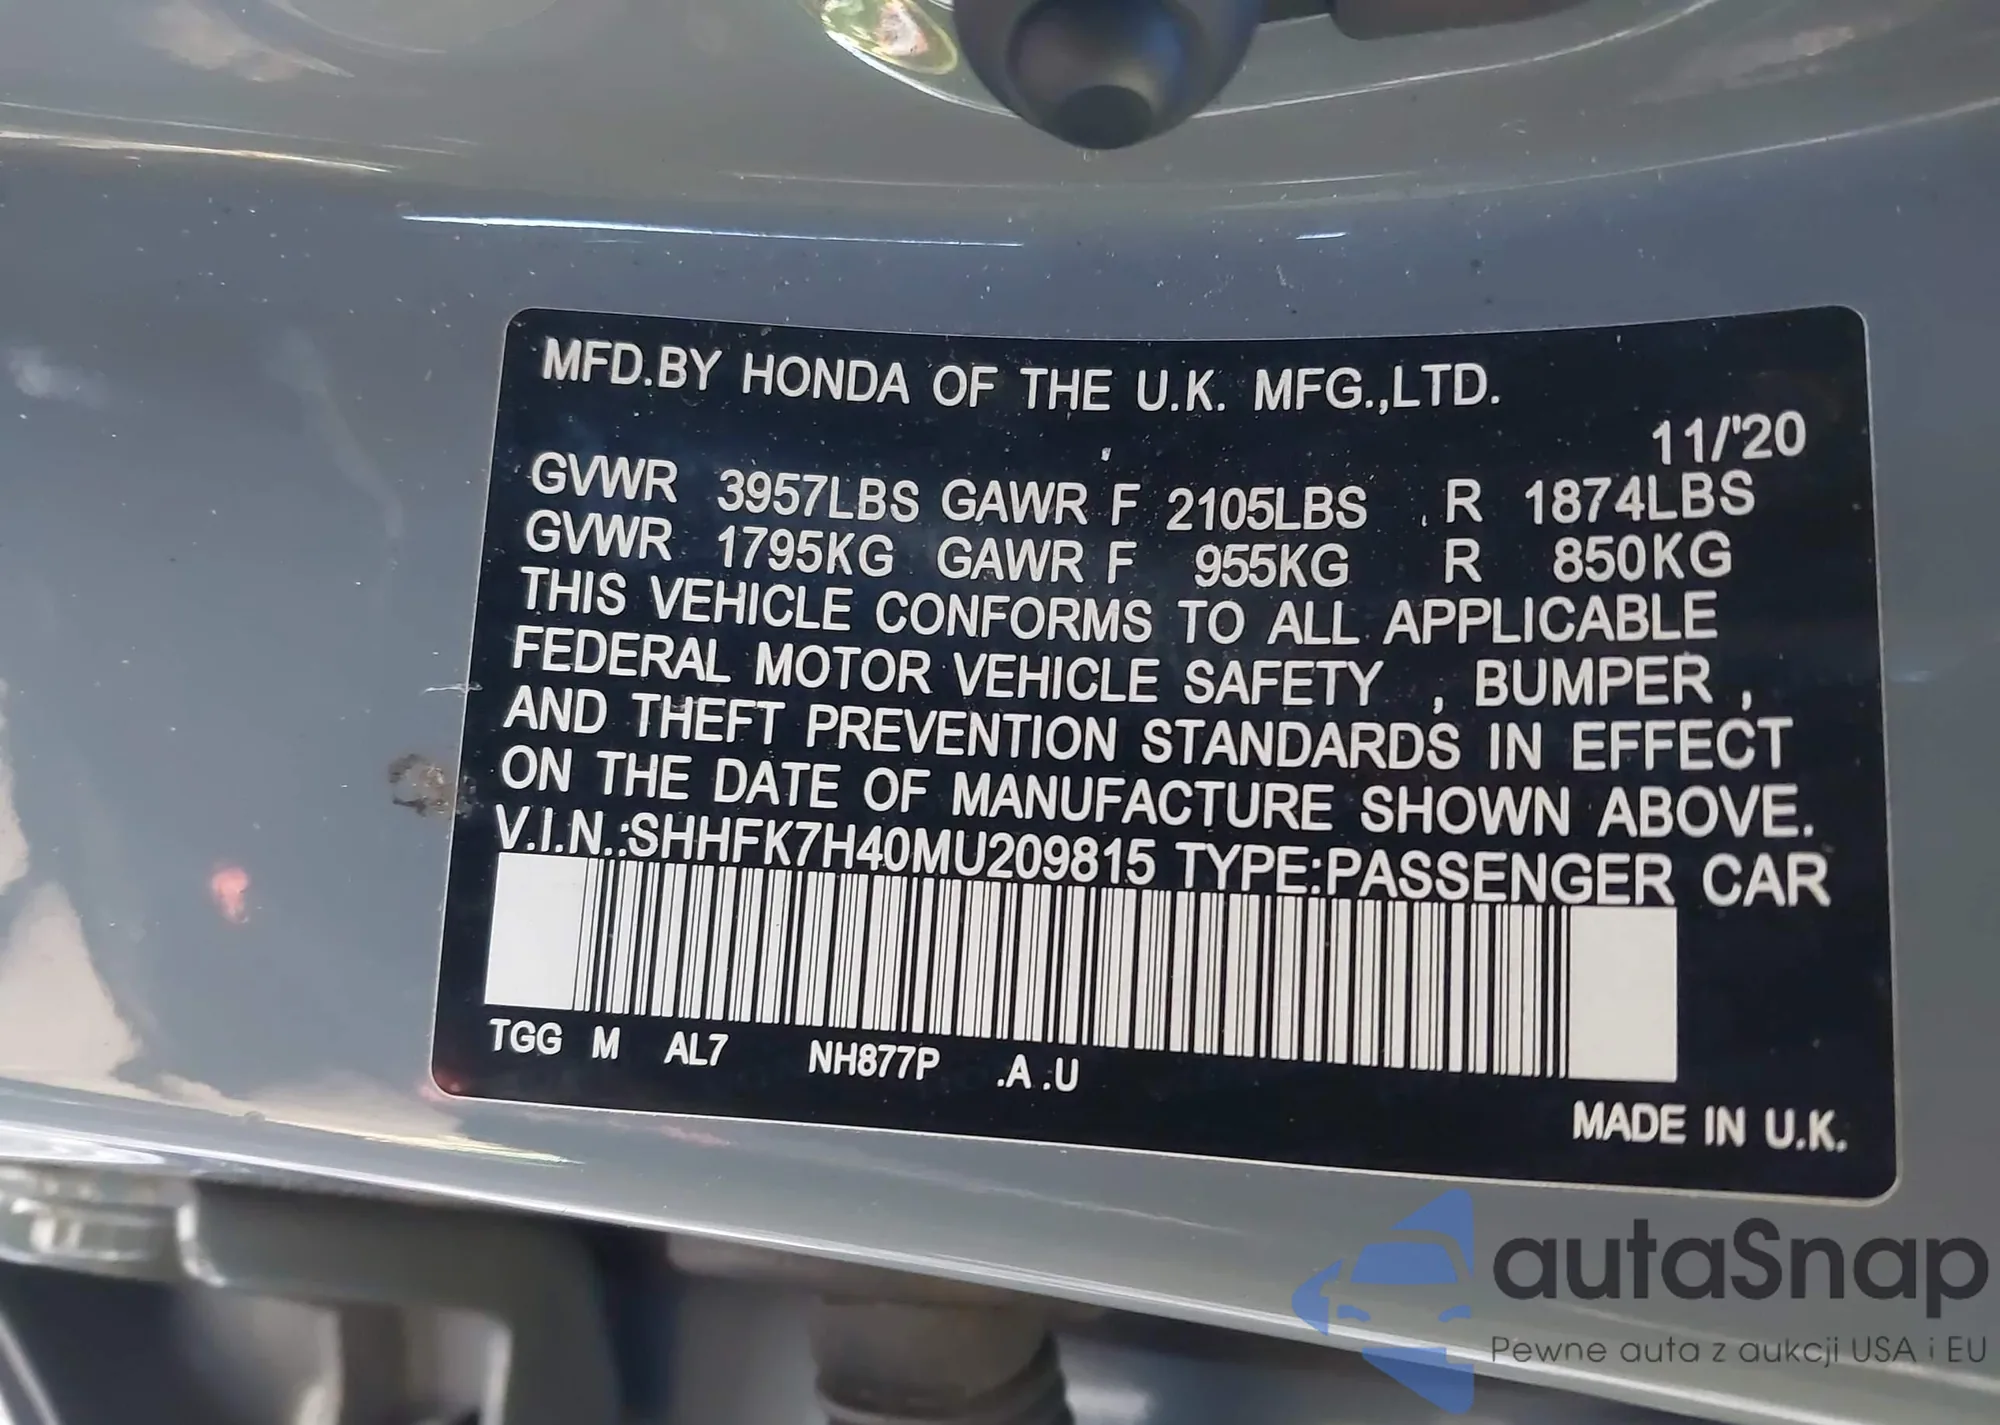 MFD.BY HONDA OF THE U.K. MFG.,LTD.
11/'20
GVWR 3957LBS GAWR F 2105LBS R 1874LBS
GVWR 1795KG GAWR F 955KG R 850KG
THIS VEHICLE CONFORMS TO ALL APPLICABLE
FEDERAL MOTOR VEHICLE SAFETY , BUMPER ,
AND THEFT PREVENTION STANDARDS IN EFFECT
ON THE DATE OF MANUFACTURE SHOWN ABOVE.
V.I.N.:SHHFK7H40MU209815 TYPE:PASSENGER CAR
TGG M AL7 NH877P .A .U
MADE IN U.K.
autaSnap
Pewne auta z aukcji USA i EU